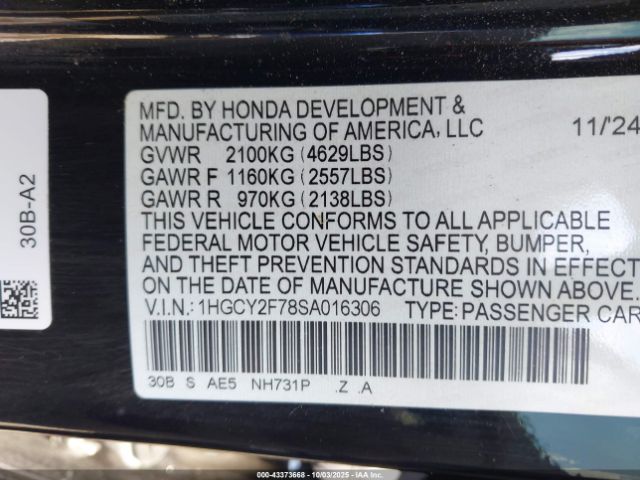 MFD. BY HONDA DEVELOPMENT &
MANUFACTURING OF AMERICA, LLC 11/'24
GVWR 2100KG (4629LBS)
GAWR F 1160KG (2557LBS)
GAWR R 970KG (2138LBS)
THIS VEHICLE CONFORMS TO ALL APPLICABLE
FEDERAL MOTOR VEHICLE SAFETY, BUMPER,
AND THEFT PREVENTION STANDARDS IN EFFECT
ON THE DATE OF MANUFACTURE SHOWN ABOVE.
V.I.N.: 1HGCY2F78SA016306 TYPE: PASSENGER CAR
30B S AE5 NH731P .Z .A
30B-A2
000-43373668 - 10/03/2025 - IAAI.COM